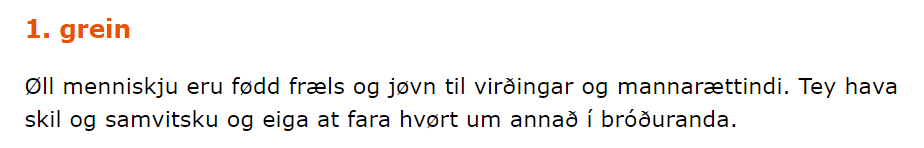 1. grein
Øll menniskju eru fødd fræls og jøvn til virðingar og mannarættindi. Tey hava
skil og samvitsku og eiga at fara hvørt um annað í bróðuranda.